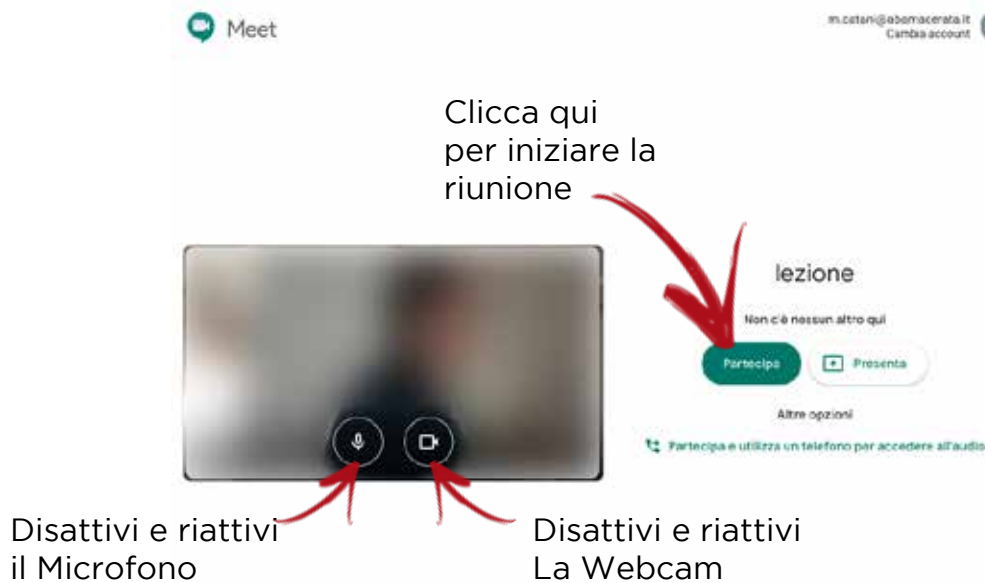 Meet
m.catani@abamacerata.it
Cambia account
Clicca qui
per iniziare la
riunione
lezione
Non c'è nessun altro qui
Partecipa
Presenta
Altre opzioni
Partecipa e utilizza un telefono per accedere all'audio
Disattivi e riattivi
il Microfono
Disattivi e riattivi
La Webcam